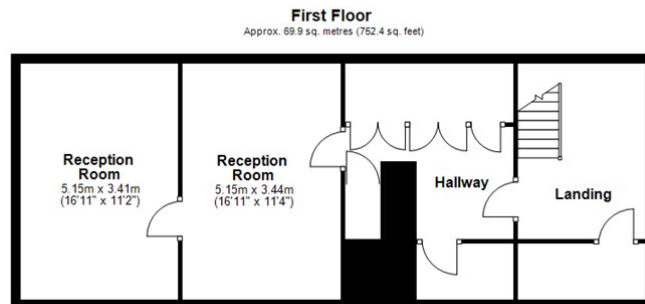 First Floor
Approx. 69.9 sq. metres (752.4 sq. feet)
Reception
Room
5.15m x 3.41m
(16'11" x 11'2")
Reception
Room
5.15m x 3.44m
(16'11" x 11'4")
Hallway
Landing